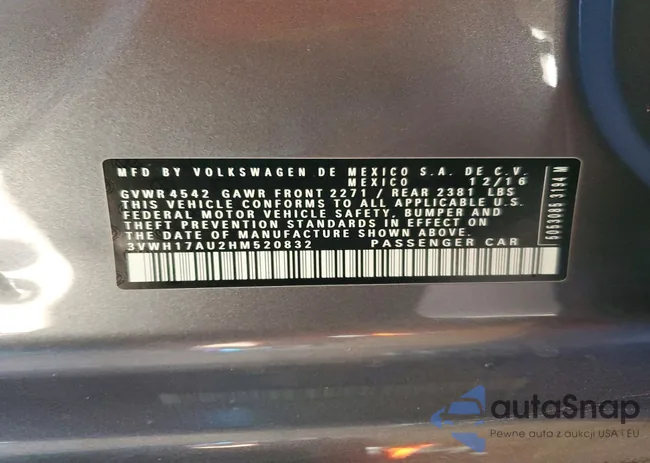 MFD BY VOLKSWAGEN DE MEXICO S.A. DE C.V.
MEXICO 12/16
GVWR 4542 GAWR FRONT 2271/ REAR 2381 LBS
THIS VEHICLE CONFORMS TO ALL APPLICABLE U.S.
FEDERAL MOTOR VEHICLE SAFETY, BUMPER AND
THEFT PREVENTION STANDARDS IN EFFECT ON
THE DATE OF MANUFACTURE SHOWN ABOVE.
3VWH17AU2HM520832 PASSENGER CAR
5050085 3194 M
autaSnap
Pewne auta z aukcji USA i EU